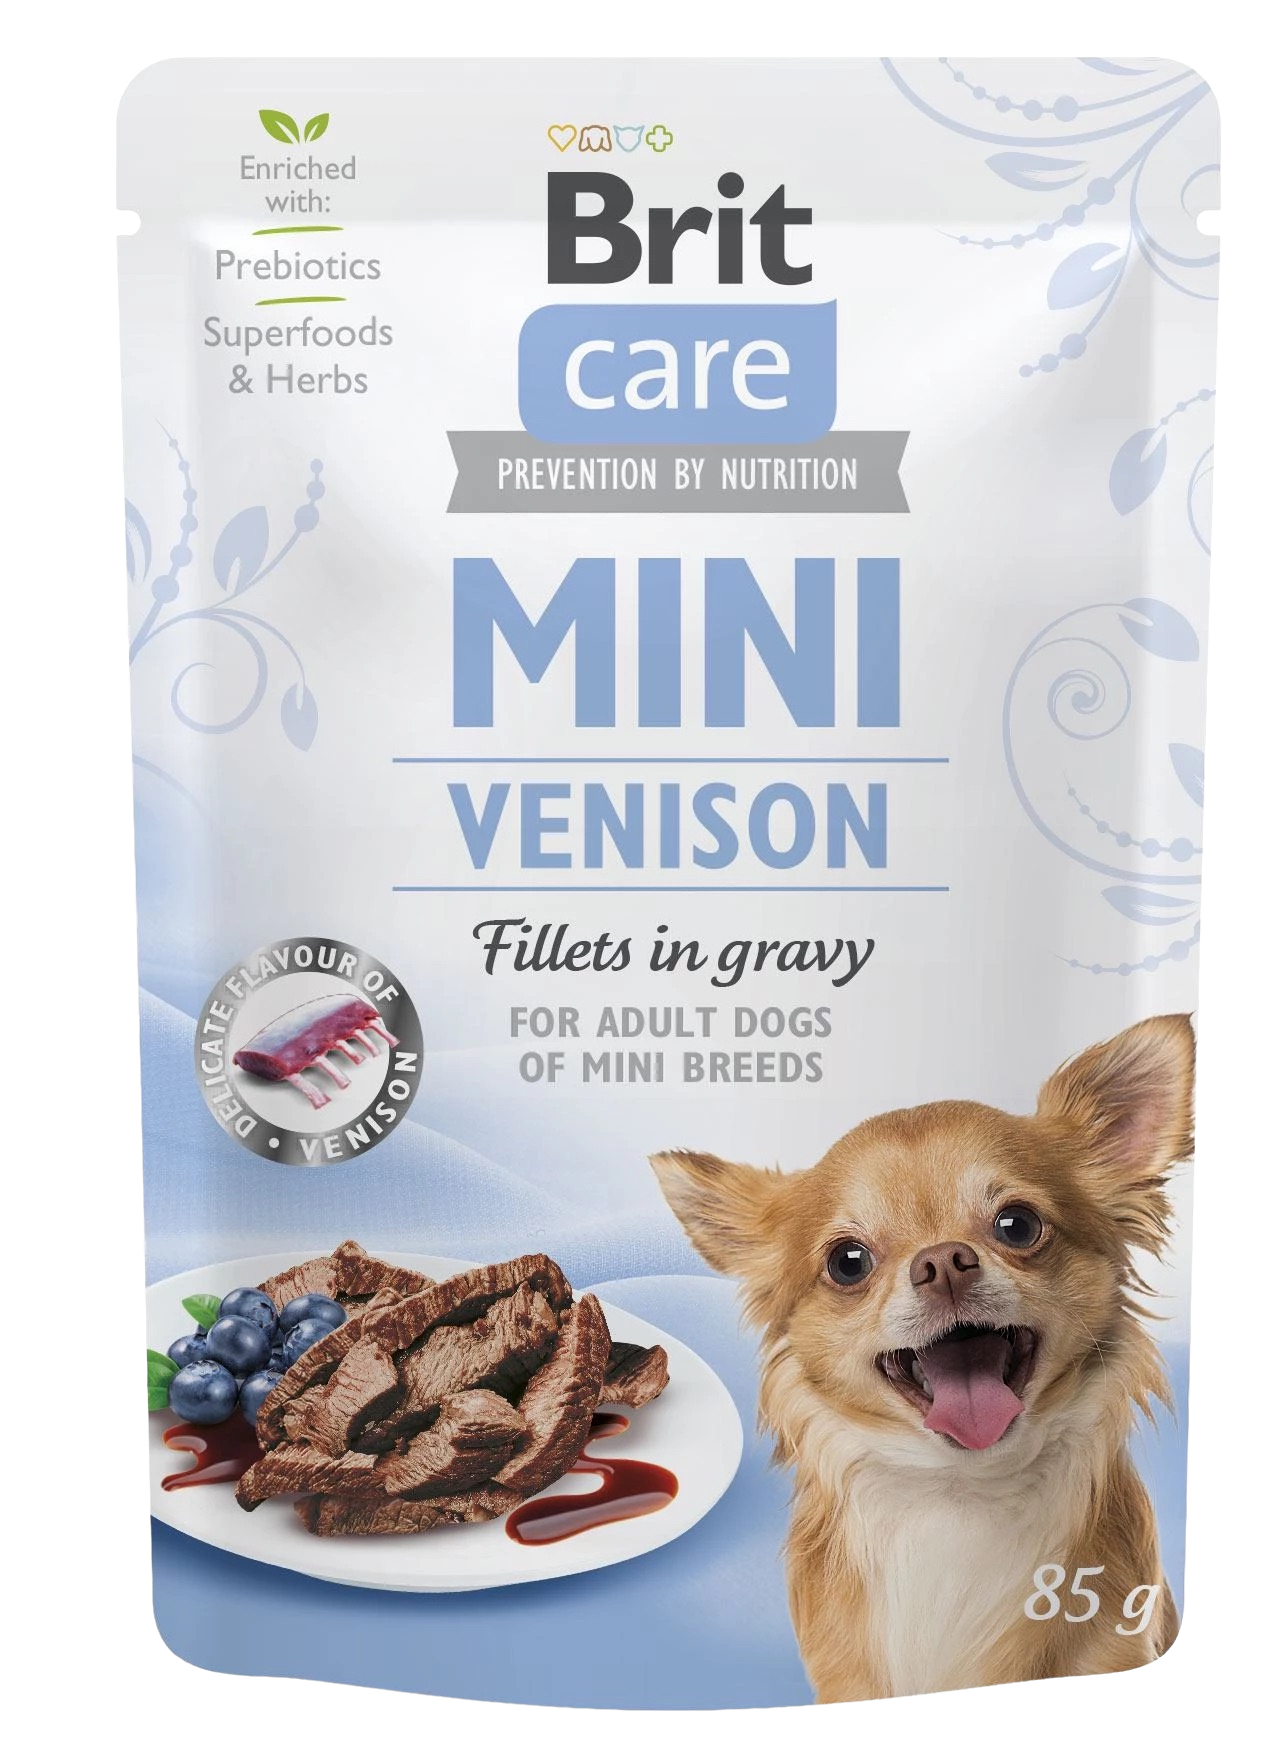 Enriched
with:
Prebiotics
Superfoods
& Herbs
Brit
care
PREVENTION BY NUTRITION
MINI
VENISON
Fillets in gravy
FOR ADULT DOGS
OF MINI BREEDS
DELICATE FLAVOUR OF
• VENISON
85 g